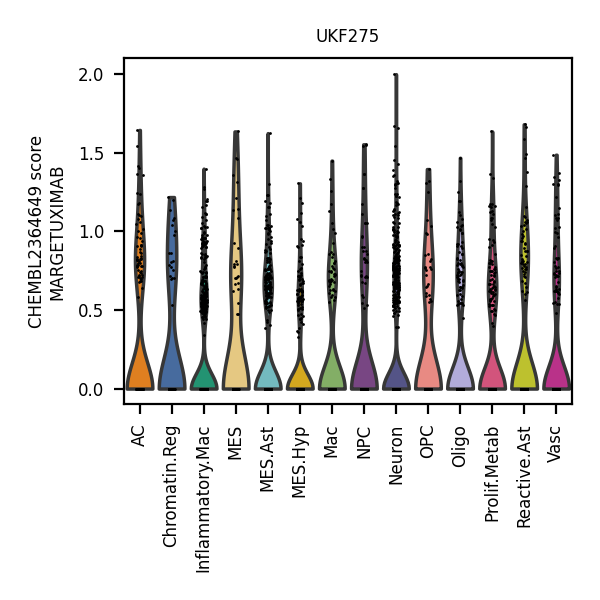 UKF275
CHEMBL2364649 score
MARGETUXIMAB
2.0
1.5
1.0
0.5
0.0
AC
Chromatin.Reg
Inflammatory.Mac
MES
MES.Ast
MES.Hyp
Mac
NPC
Neuron
OPC
Oligo
Prolif.Metab
Reactive.Ast
Vasc